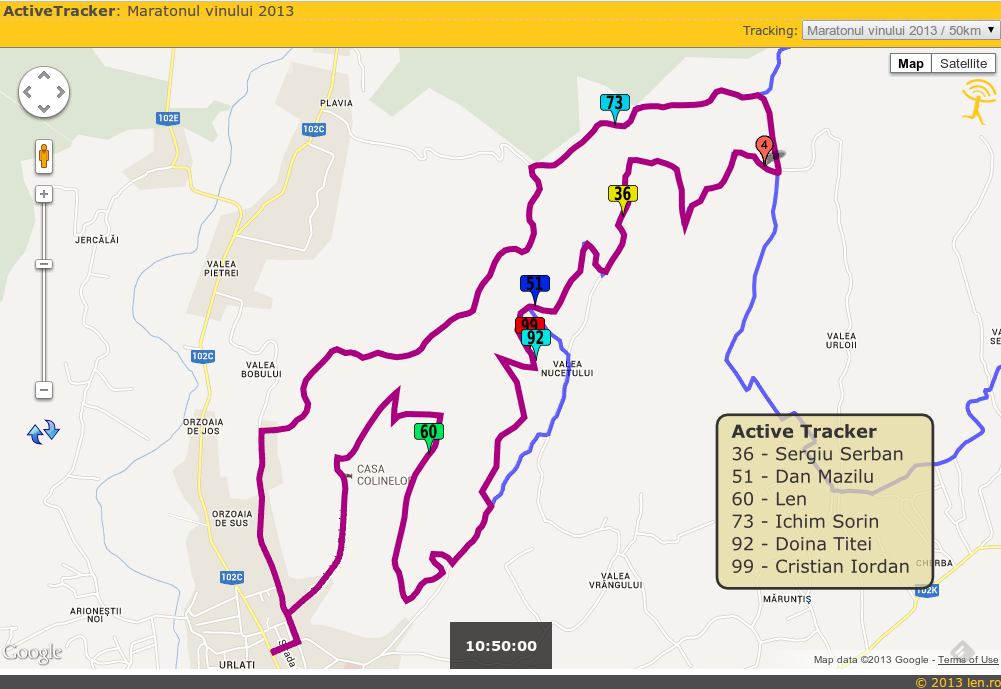 ActiveTracker: Maratonul vinului 2013
Tracking: Maratonul vinului 2013 / 50km
Map Satellite
PLAVIA
102E
102C
73
4
36
JERCĂLĂI
VALEA
PIETREI
51
99
92
VALEA
URLOII
102C
VALEA
BOBULUI
VALEA
NUCETULUI
ORZOAIA
DE JOS
60
CASA
COLINELOR
Active Tracker
36 - Sergiu Serban
51 - Dan Mazilu
60 - Len
73 - Ichim Sorin
92 - Doina Titei
99 - Cristian Iordan
ORZOAIA
DE SUS
102C
VALEA
VRÂNGULUI
CHERBA
102K
MĂRUNȚIȘ
ARIONEȘTII
NOI
10:50:00
Google
URLAȚI
Map data ©2013 Google - Terms of Use
© 2013 len.ro